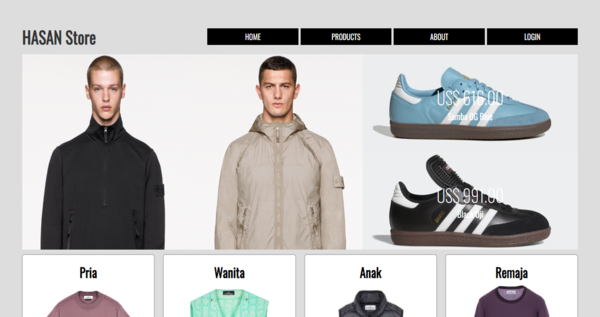 HASAN Store
HOME
PRODUCTS
ABOUT
LOGIN
US$ 616.00
Samba OG Blue
US$ 991.00
Black Uji
Pria
Wanita
Anak
Remaja